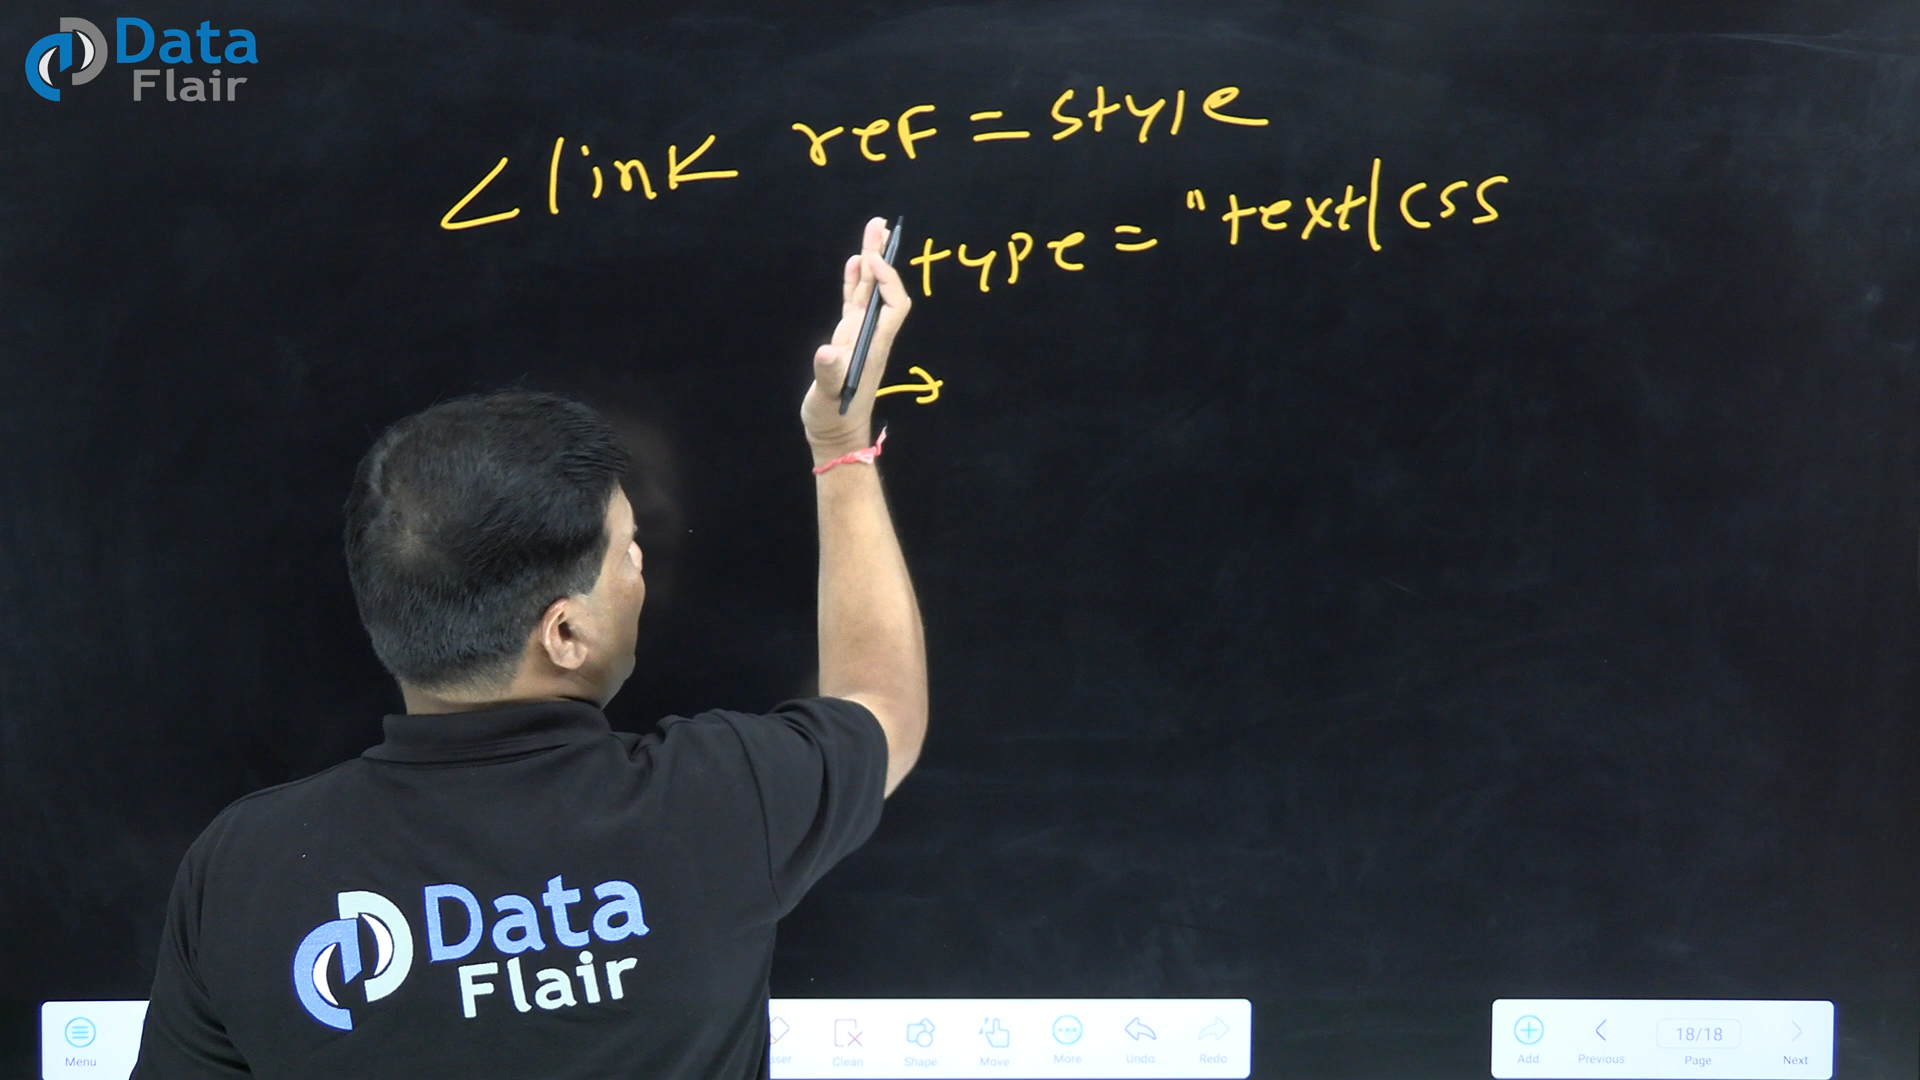 Data
Flair
<link ref=style
type="text/css
→
Data
Flair
Menu
Clean
Shape
Move
More
Undo
Redo
Add
Previous
18/18
Page
Next